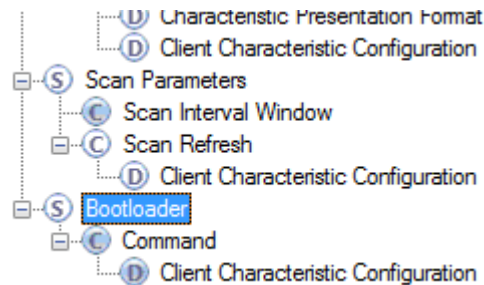 D Characteristic Presentation Format
D Client Characteristic Configuration
S Scan Parameters
C Scan Interval Window
C Scan Refresh
D Client Characteristic Configuration
S Bootloader
C Command
D Client Characteristic Configuration